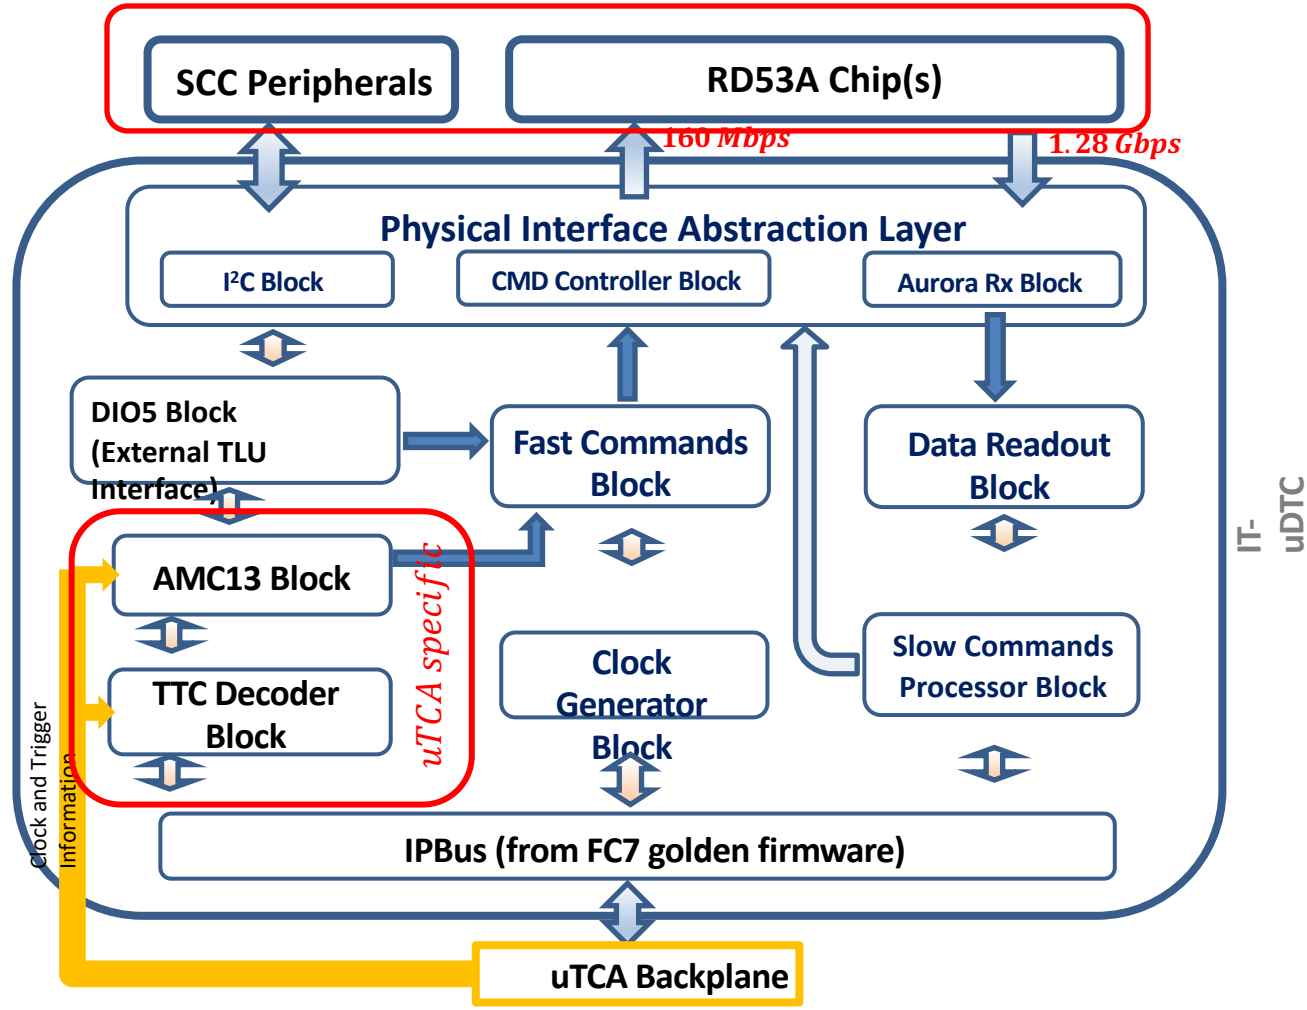 SCC Peripherals
RD53A Chip(s)
160 Mbps
1.28 Gbps
Physical Interface Abstraction Layer
I²C Block
CMD Controller Block
Aurora Rx Block
DIO5 Block
(External TLU
Interface)
Fast Commands
Block
Data Readout
Block
IT-
uDTC
AMC13 Block
uTCA specific
TTC Decoder
Block
Clock
Generator
Block
Slow Commands
Processor Block
Clock and Trigger
Information
IPBus (from FC7 golden firmware)
uTCA Backplane